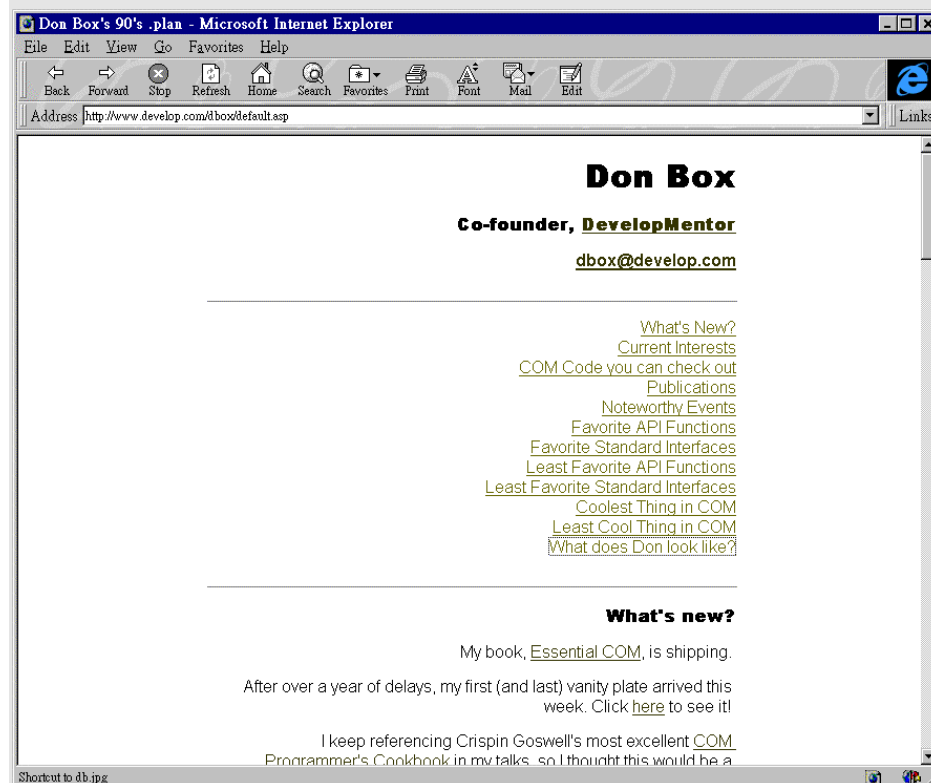 Don Box's 90's .plan - Microsoft Internet Explorer
File Edit View Go Favorites Help
Back Forward Stop Refresh Home Search Favorites Print Font Mail Edit
Address http://www.develop.com/dbox/default.asp Links
Don Box
Co-founder, DevelopMentor
dbox@develop.com
What's New?
Current Interests
COM Code you can check out
Publications
Noteworthy Events
Favorite API Functions
Favorite Standard Interfaces
Least Favorite API Functions
Least Favorite Standard Interfaces
Coolest Thing in COM
Least Cool Thing in COM
What does Don look like?
What's new?
My book, Essential COM, is shipping.
After over a year of delays, my first (and last) vanity plate arrived this
week. Click here to see it!
I keep referencing Crispin Goswell's most excellent COM
Programmer's Cookbook in my talks, so I thought this would be a
Shortcut to db.jpg